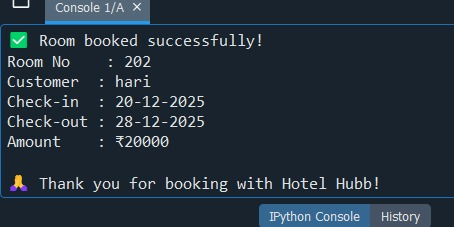 Console 1/A ×
✅ Room booked successfully!
Room No    : 202
Customer  : hari
Check-in  : 20-12-2025
Check-out : 28-12-2025
Amount    : ₹20000
🙏 Thank you for booking with Hotel Hubb!
IPython Console History